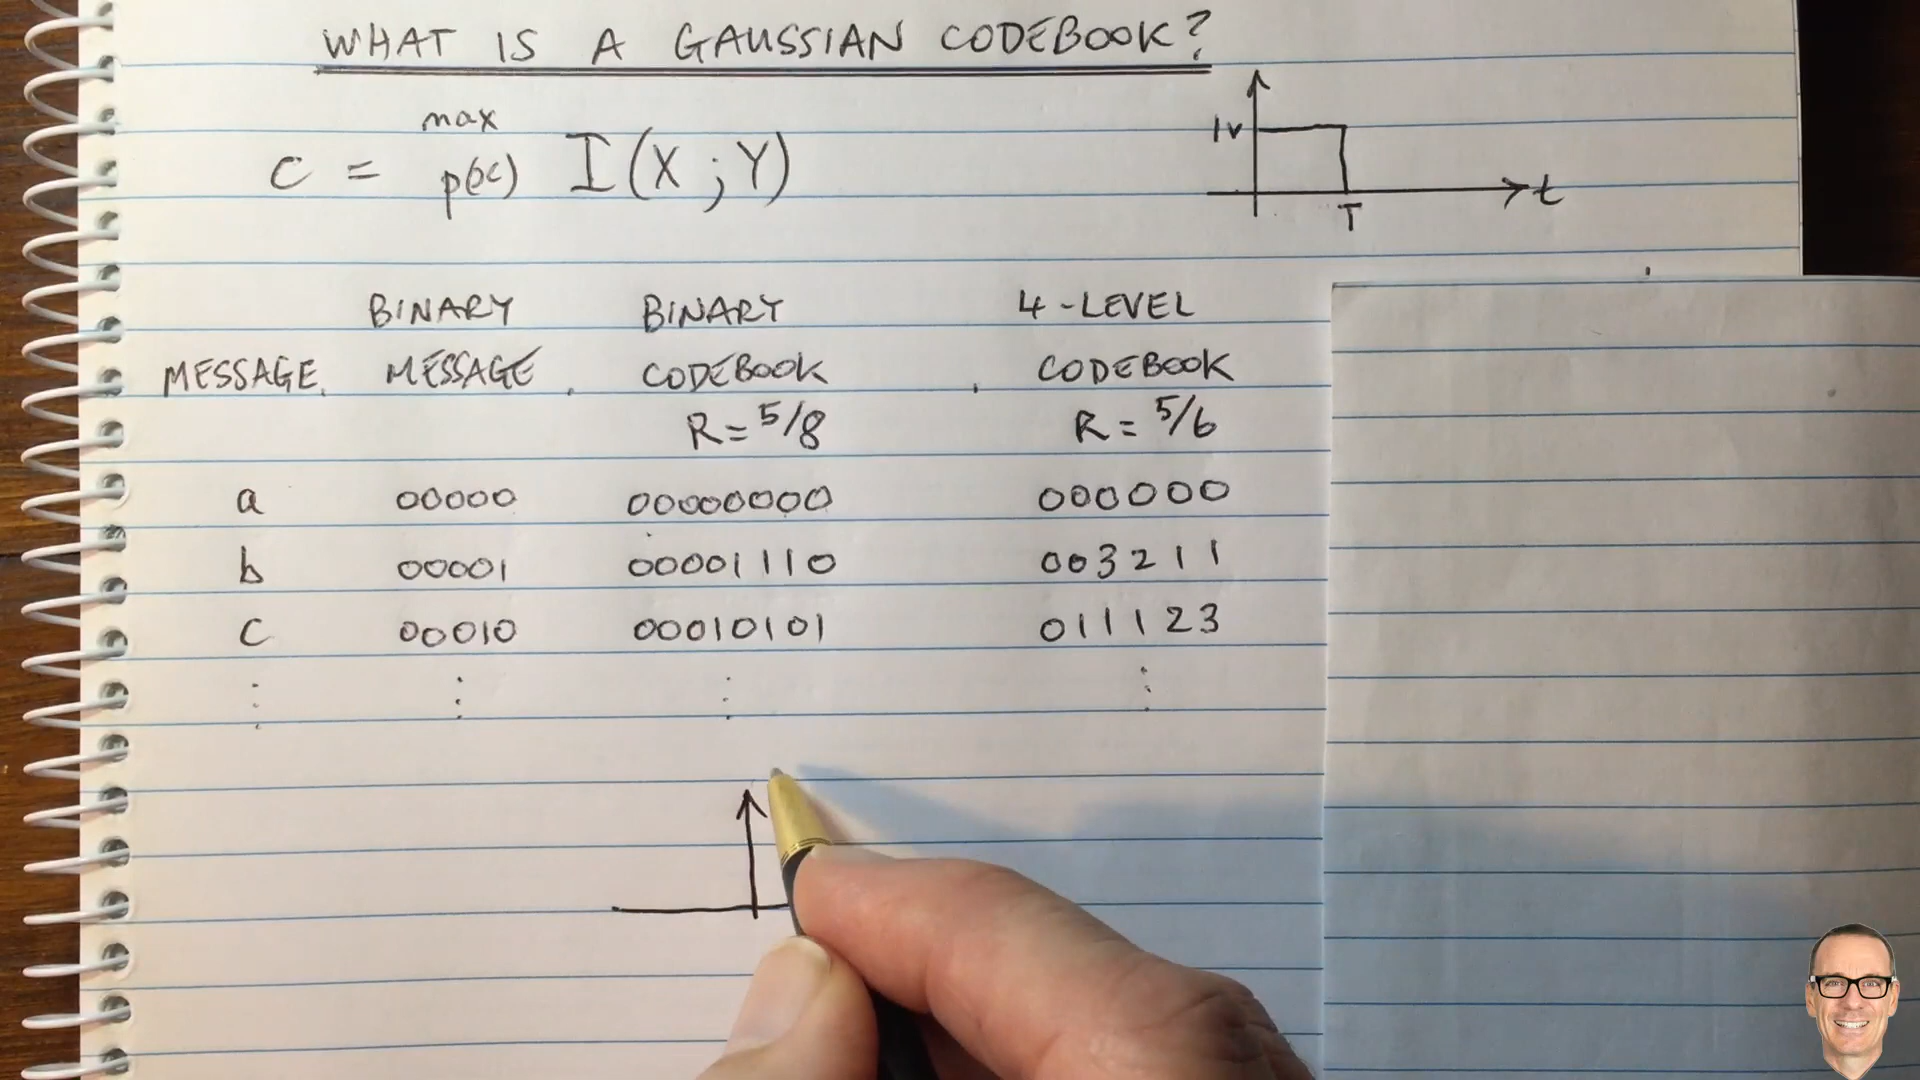 WHAT IS A GAUSSIAN CODEBOOK?
max
C = p(x) I(X;Y)
1v
t
T
BINARY BINARY 4-LEVEL
MESSAGE MESSAGE CODEBOOK CODEBOOK
R = 5/8 R = 5/6
a 00000 00000000 000000
b 00001 00001110 003211
c 00010 00010101 011123